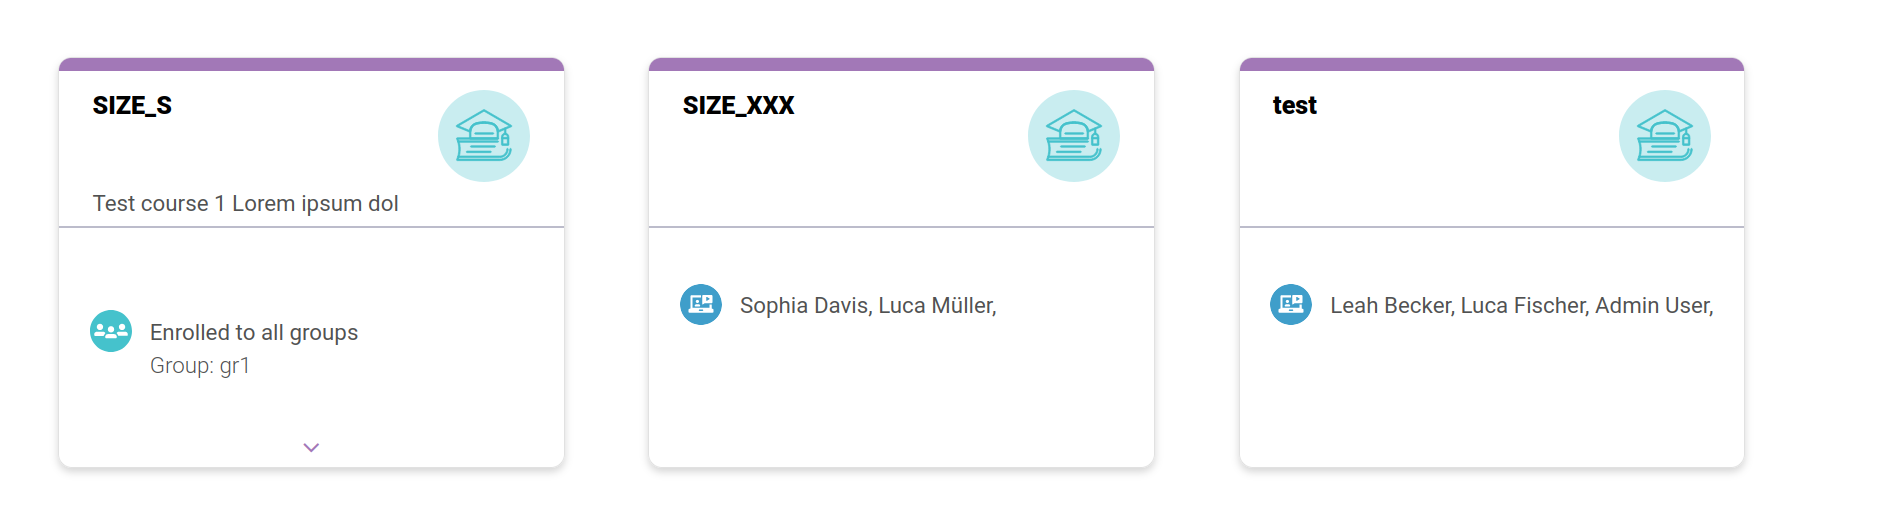 SIZE_S
Test course 1 Lorem ipsum dol
Enrolled to all groups
Group: gr1
SIZE_XXX
Sophia Davis, Luca Müller,
test
Leah Becker, Luca Fischer, Admin User,